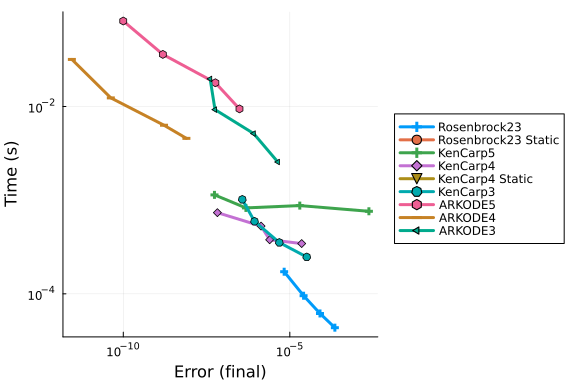 Time (s)
10⁻²
10⁻⁴
10⁻¹⁰
10⁻⁵
Error (final)
Rosenbrock23
Rosenbrock23 Static
KenCarp5
KenCarp4
KenCarp4 Static
KenCarp3
ARKODE5
ARKODE4
ARKODE3